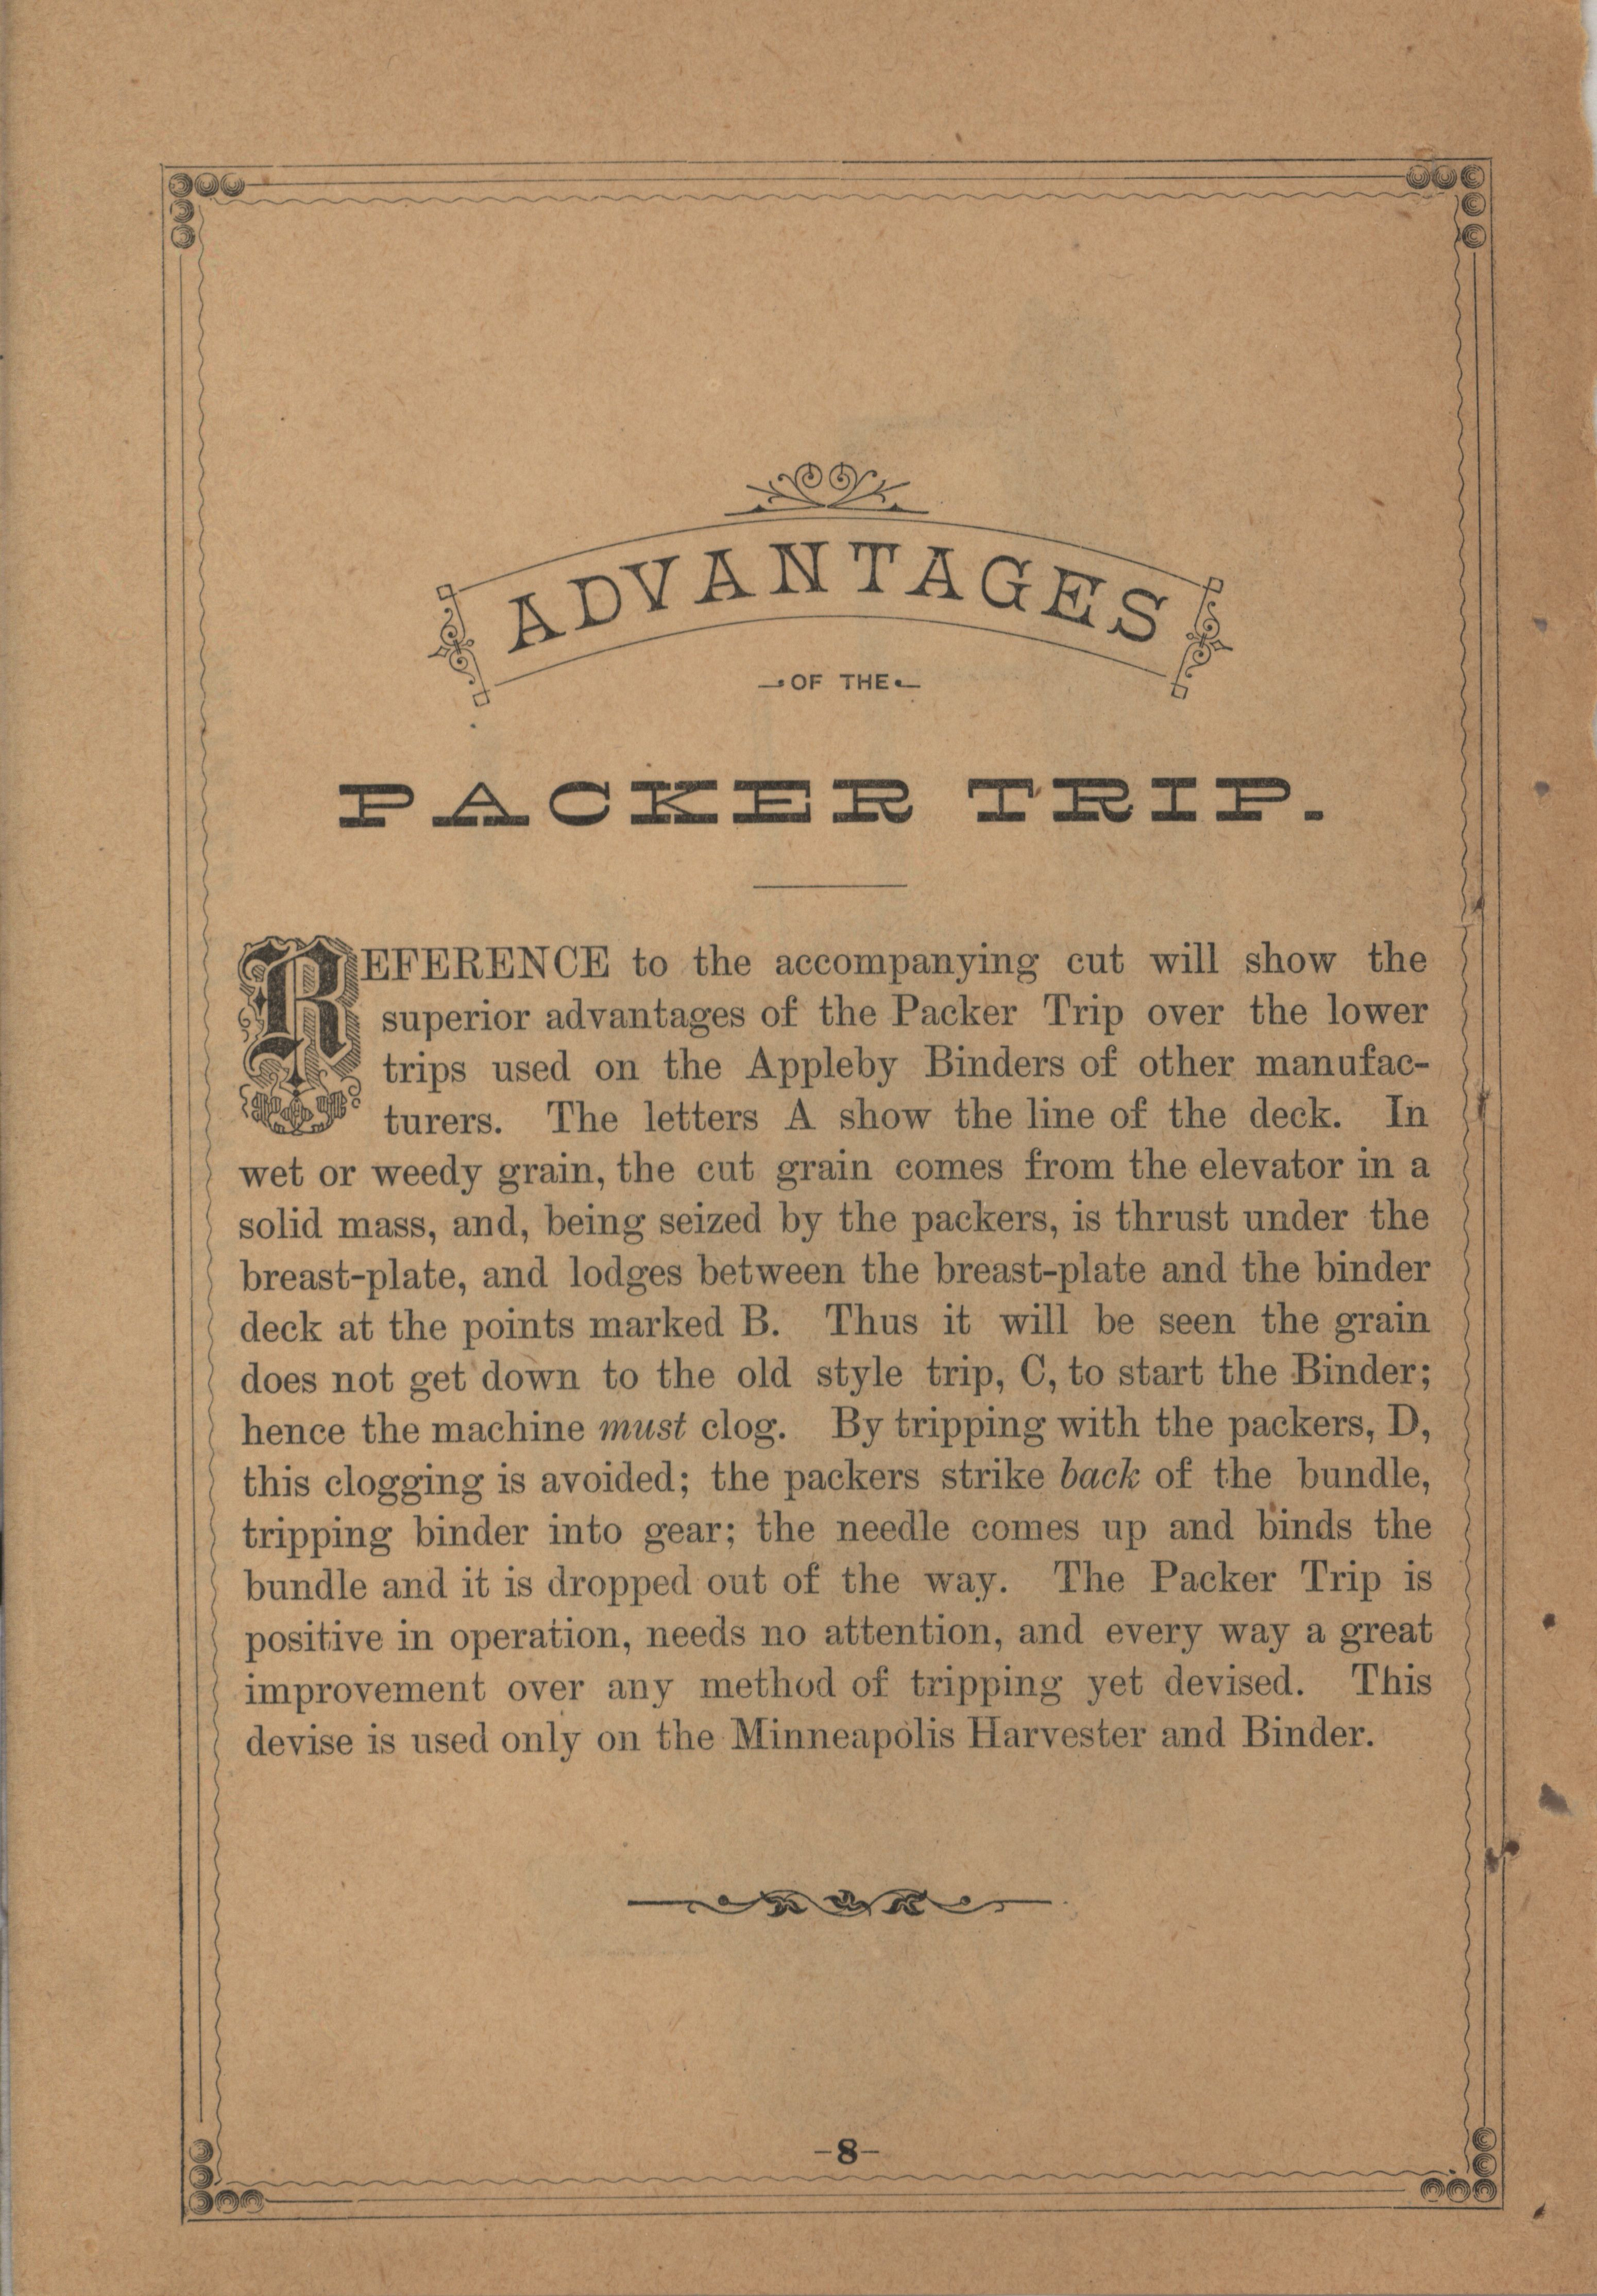 ADVANTAGES
OF THE
PACKER TRIP.
REFERENCE to the accompanying cut will show the
superior advantages of the Packer Trip over the lower
trips used on the Appleby Binders of other manufac-
turers. The letters A show the line of the deck. In
wet or weedy grain, the cut grain comes from the elevator in a
solid mass, and, being seized by the packers, is thrust under the
breast-plate, and lodges between the breast-plate and the binder
deck at the points marked B. Thus it will be seen the grain
does not get down to the old style trip, C, to start the Binder;
hence the machine must clog. By tripping with the packers, D,
this clogging is avoided; the packers strike back of the bundle,
tripping binder into gear; the needle comes up and binds the
bundle and it is dropped out of the way. The Packer Trip is
positive in operation, needs no attention, and every way a great
improvement over any method of tripping yet devised. This
devise is used only on the Minneapolis Harvester and Binder.
-8-